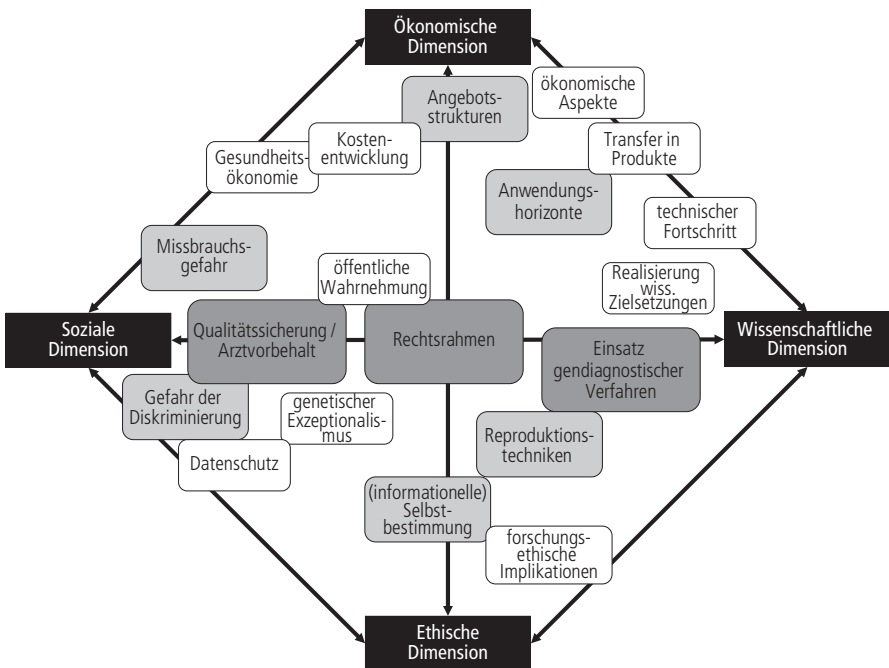 Ökonomische
Dimension
ökonomische
Aspekte
Angebots-
strukturen
Kosten-
entwicklung
Transfer in
Produkte
Gesundheits-
ökonomie
Anwendungs-
horizonte
technischer
Fortschritt
Missbrauchs-
gefahr
öffentliche
Wahrnehmung
Realisierung
wiss.
Zielsetzungen
Soziale
Dimension
Qualitätssicherung /
Arztvorbehalt
Rechtsrahmen
Einsatz
gendiagnostischer
Verfahren
Wissenschaftliche
Dimension
Gefahr der
Diskriminierung
genetischer
Exzeptionalis-
mus
Reproduktions-
techniken
Datenschutz
(informationelle)
Selbst-
bestimmung
forschungs-
ethische
Implikationen
Ethische
Dimension